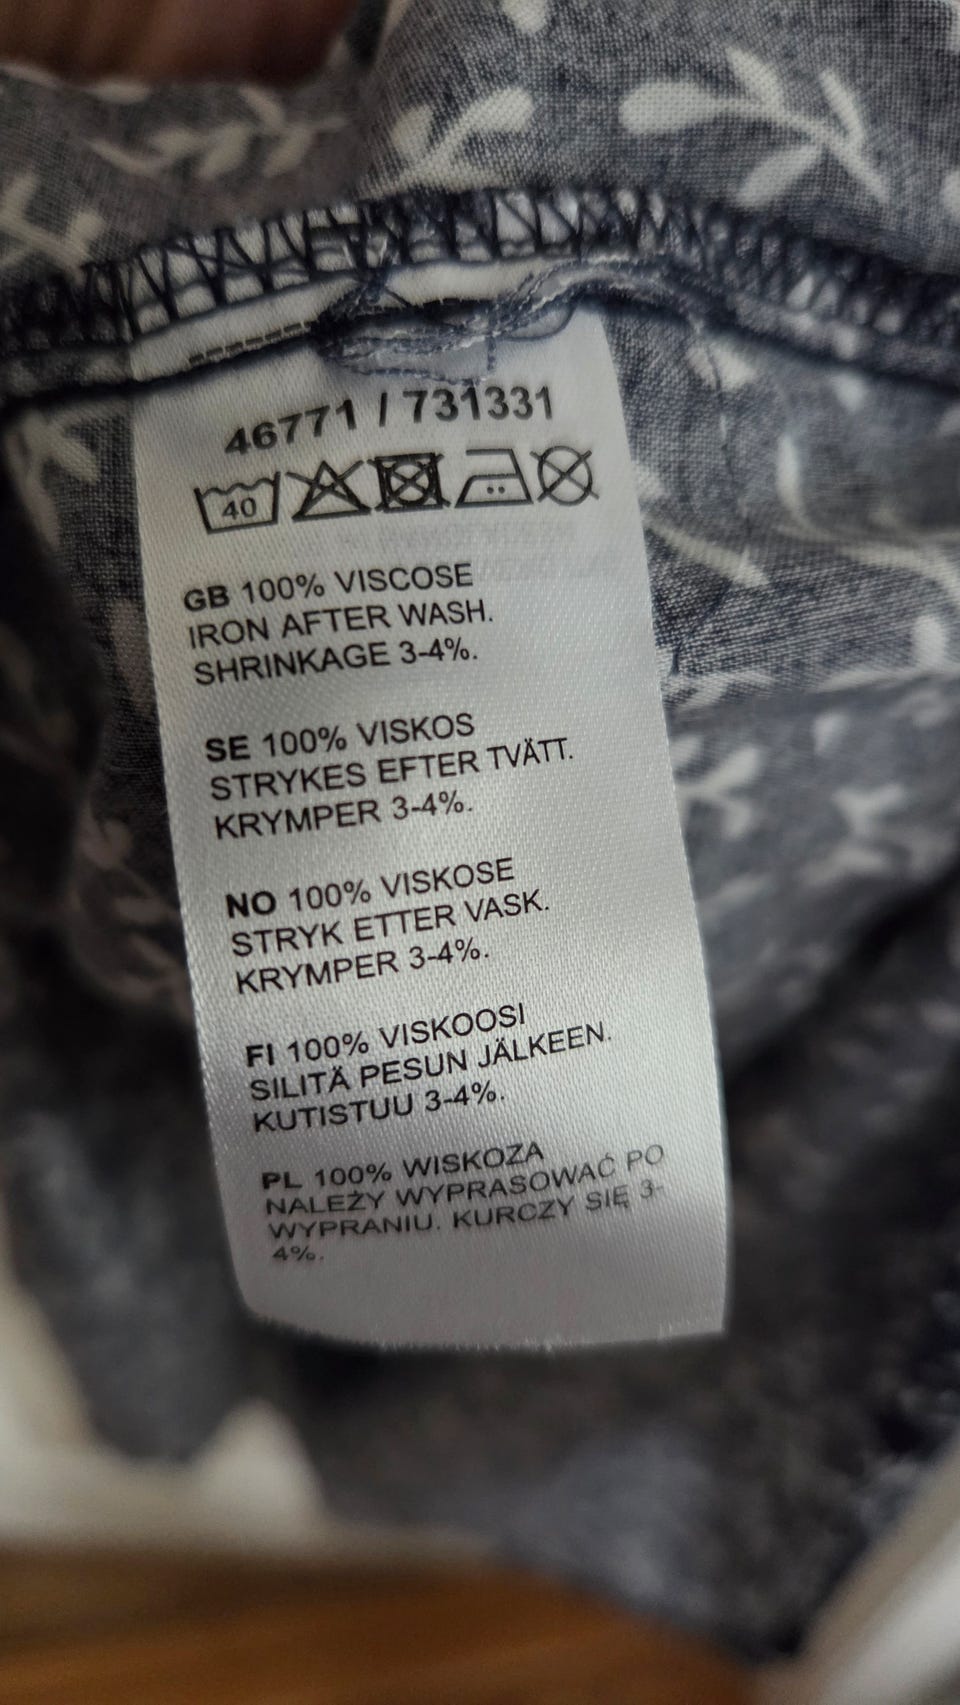 46771 / 731331
40
GB 100% VISCOSE
IRON AFTER WASH.
SHRINKAGE 3-4%.
SE 100% VISKOS
STRYKES EFTER TVÄTT.
KRYMPER 3-4%.
NO 100% VISKOSE
STRYK ETTER VASK.
KRYMPER 3-4%.
FI 100% VISKOOSI
SILITÄ PESUN JÄLKEEN.
KUTISTUU 3-4%.
PL 100% WISKOZA
NALEŻY WYPRASOWAĆ PO
WYPRANIU. KURCZY SIĘ 3-
4%.